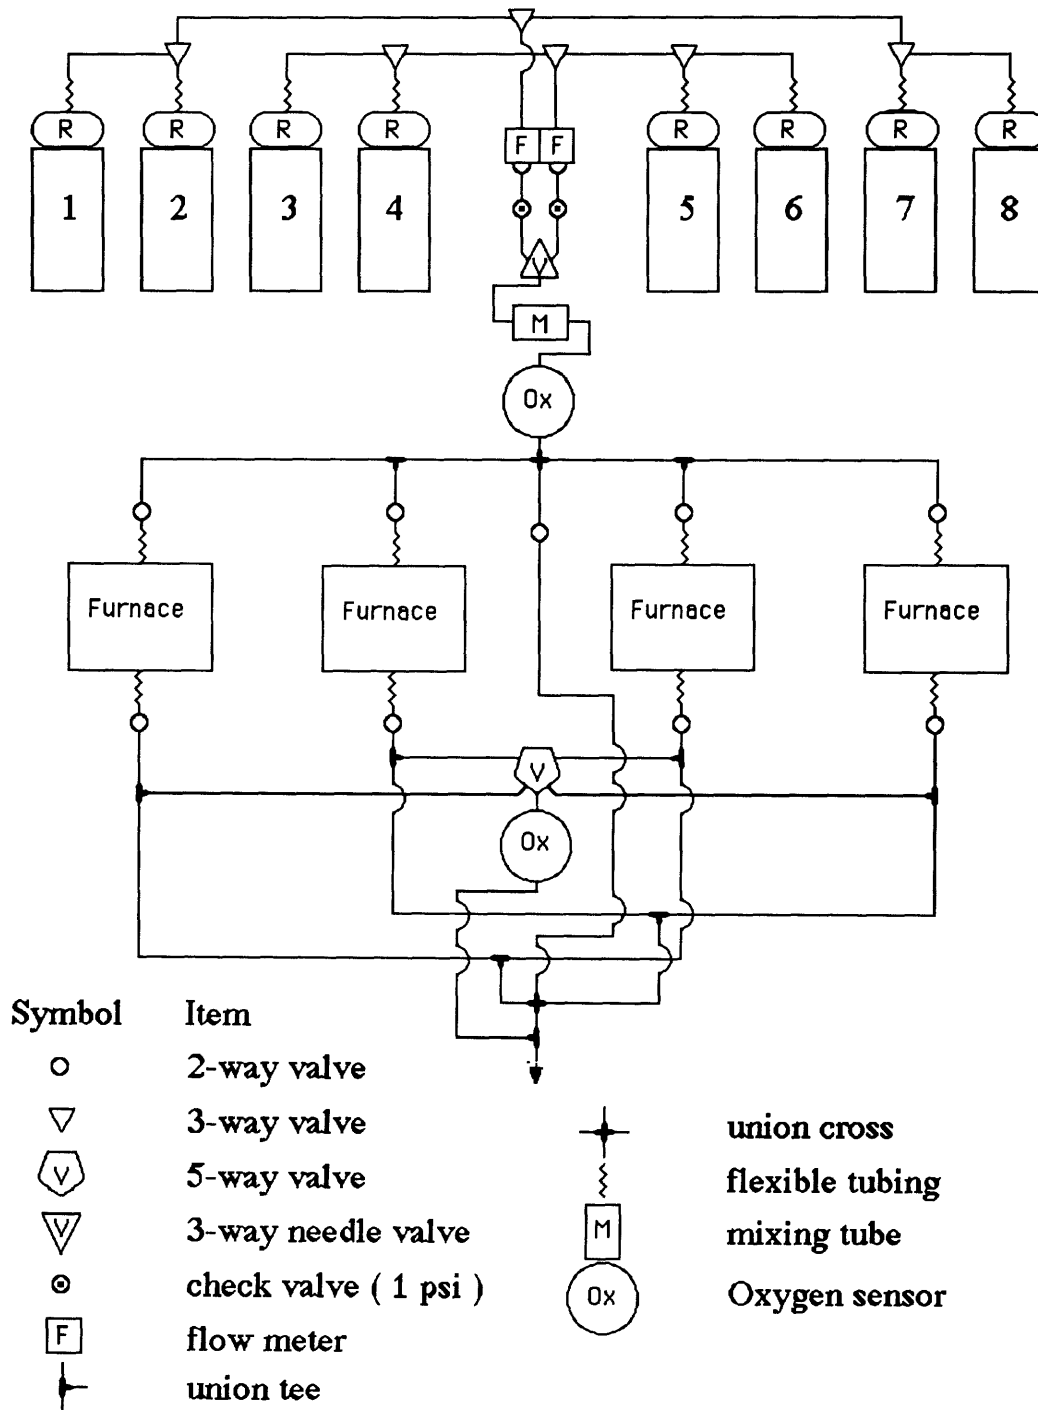 R R R R R R R R
F F
1 2 3 4 5 6 7 8
V
M
Ox
Furnace Furnace Furnace Furnace
V
Ox
Symbol Item
2-way valve
3-way valve
V 5-way valve
V 3-way needle valve
check valve ( 1 psi )
F flow meter
union tee
union cross
flexible tubing
M mixing tube
Ox Oxygen sensor